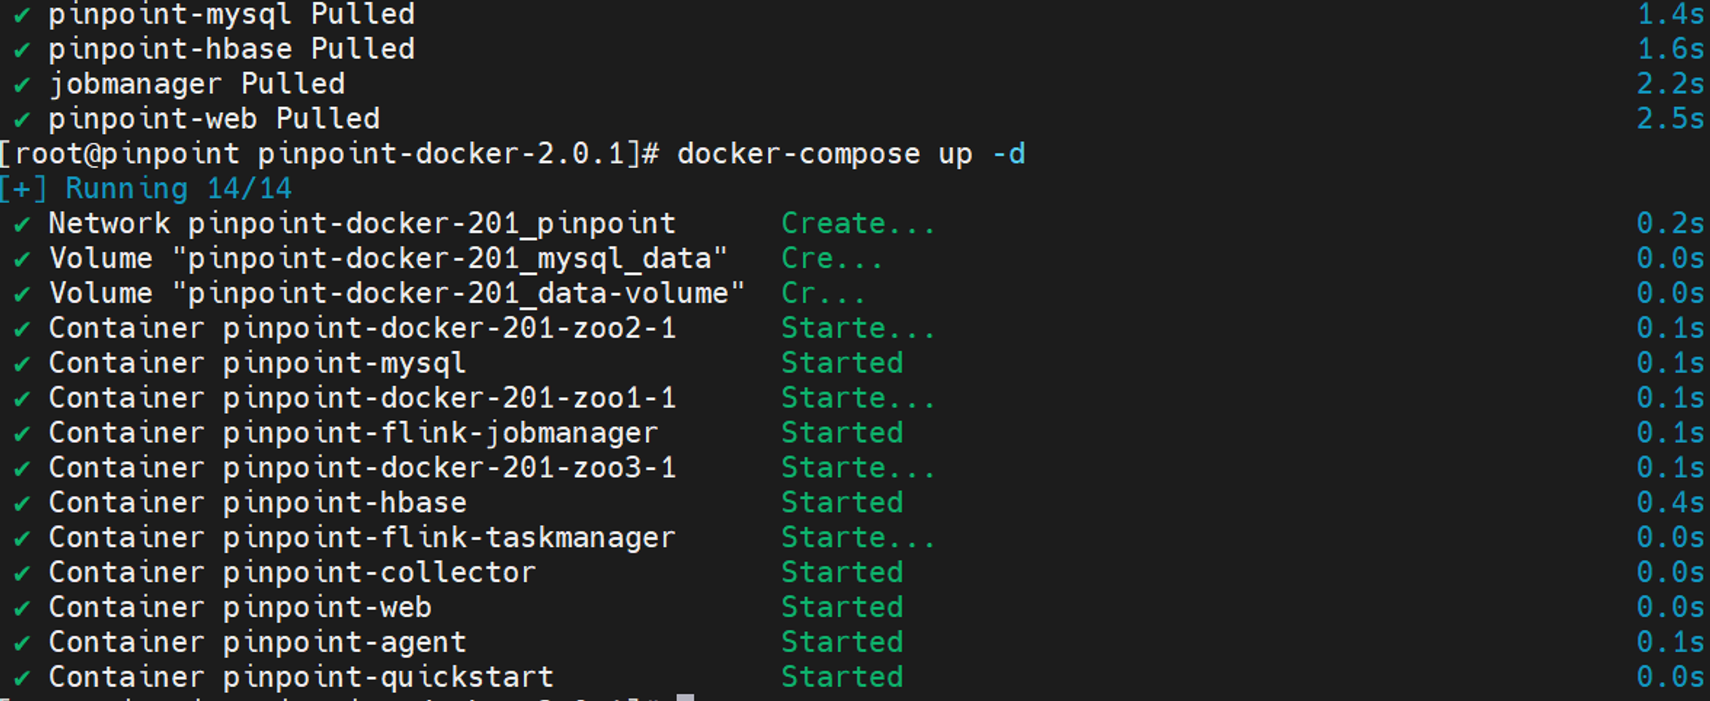 ✔ pinpoint-mysql Pulled 1.4s
✔ pinpoint-hbase Pulled 1.6s
✔ jobmanager Pulled 2.2s
✔ pinpoint-web Pulled 2.5s
[root@pinpoint pinpoint-docker-2.0.1]# docker-compose up -d
[+] Running 14/14
✔ Network pinpoint-docker-201_pinpoint Create... 0.2s
✔ Volume "pinpoint-docker-201_mysql_data" Cre... 0.0s
✔ Volume "pinpoint-docker-201_data-volume" Cr... 0.0s
✔ Container pinpoint-docker-201-zoo2-1 Starte... 0.1s
✔ Container pinpoint-mysql Started 0.1s
✔ Container pinpoint-docker-201-zoo1-1 Starte... 0.1s
✔ Container pinpoint-flink-jobmanager Started 0.1s
✔ Container pinpoint-docker-201-zoo3-1 Starte... 0.1s
✔ Container pinpoint-hbase Started 0.4s
✔ Container pinpoint-flink-taskmanager Starte... 0.0s
✔ Container pinpoint-collector Started 0.0s
✔ Container pinpoint-web Started 0.0s
✔ Container pinpoint-agent Started 0.1s
✔ Container pinpoint-quickstart Started 0.0s